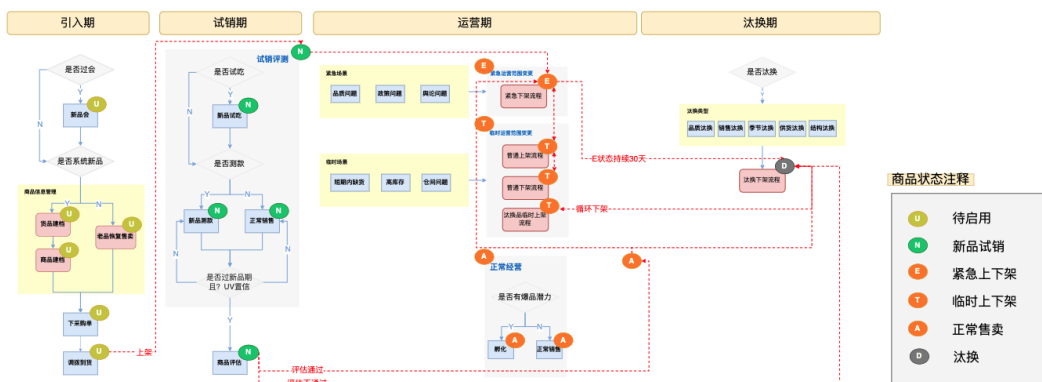 引入期
试销期
运营期
汰换期
是否过会
Y
N
U
新品会
是否系统新品
商品信息管理
Y
N
U
货品建档
U
老品恢复售卖
U
商品建档
U
下采购单
U
调拨到货
上架
试销评测
N
是否试吃
Y
N
N
新品试吃
是否测款
Y
N
N
新品测款
N
正常销售
N
N
是否过新品期
且? UV置信
Y
N
商品评估
评估通过
评估不通过
紧急场景
品质问题
政策问题
舆论问题
临时场景
短期内缺货
高库存
仓间问题
E
紧急运营范围变更
E
紧急下架流程
T
临时运营范围变更
T
普通上架流程
T
普通下架流程
T
汰换品临时上架
流程
E状态持续30天
循环下架
A
正常经营
A
是否有爆品潜力
Y
N
A
孵化
A
正常销售
是否汰换
汰换类型
品质汰换
销售汰换
季节汰换
供货汰换
结构汰换
D
汰换下架流程
商品状态注释
U
待启用
N
新品试销
E
紧急上下架
T
临时上下架
A
正常售卖
D
汰换